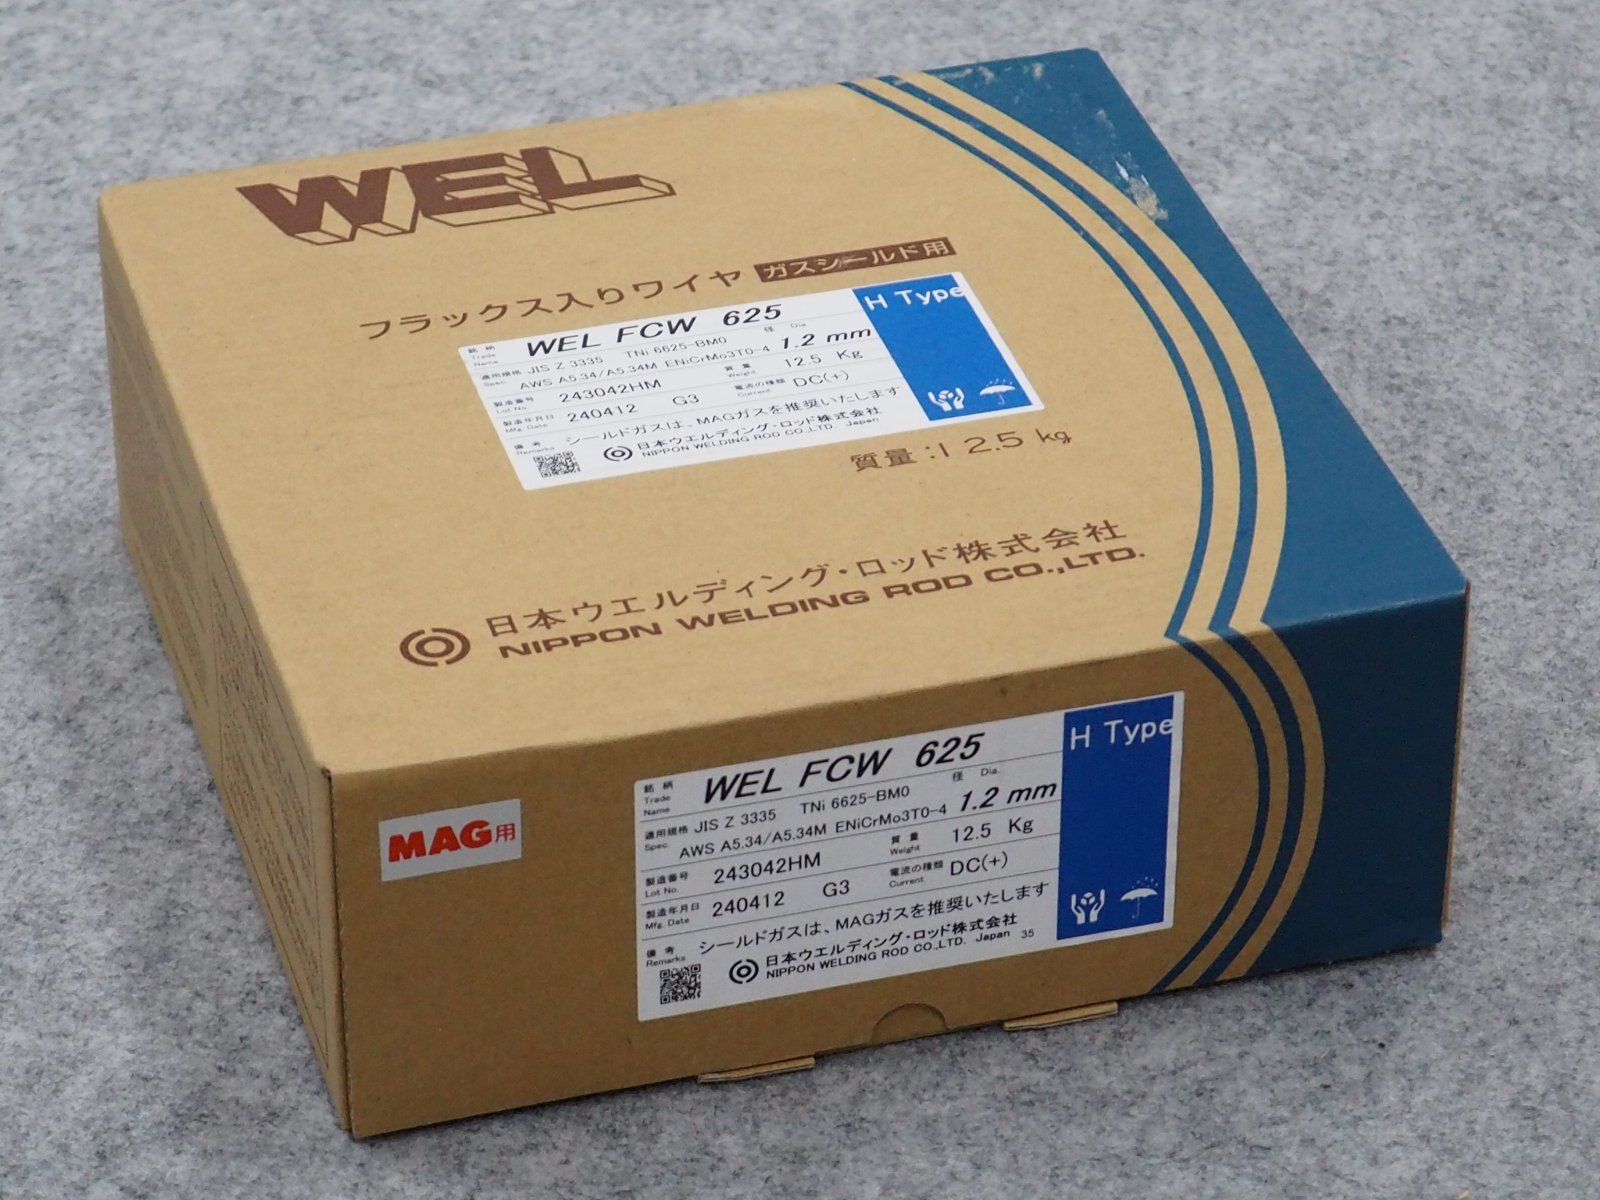 WEL
フラックス入りワイヤ ガスシールド用
銘柄 Trade Name WEL FCW 625 H Type
適用規格 Spec. JIS Z 3335 TNi 6625-BM0 径 Dia. 1.2 mm
AWS A5.34/A5.34M ENiCrMo3T0-4
製造番号 Lot No. 243042HM 質量 Weight 12.5 Kg
製造年月日 Mfg. Date 240412 G3 電流の種類 Current DC(+)
備考 Remarks シールドガスは、MAGガスを推奨いたします
日本ウエルディング・ロッド株式会社
NIPPON WELDING ROD CO.,LTD. Japan
質量:12.5 kg
日本ウエルディング・ロッド株式会社
NIPPON WELDING ROD CO.,LTD.
MAG用
銘柄 Trade Name WEL FCW 625 H Type
適用規格 Spec. JIS Z 3335 TNi 6625-BM0 径 Dia. 1.2 mm
AWS A5.34/A5.34M ENiCrMo3T0-4
製造番号 Lot No. 243042HM 質量 Weight 12.5 Kg
製造年月日 Mfg. Date 240412 G3 電流の種類 Current DC(+)
備考 Remarks シールドガスは、MAGガスを推奨いたします
日本ウエルディング・ロッド株式会社
NIPPON WELDING ROD CO.,LTD. Japan 35